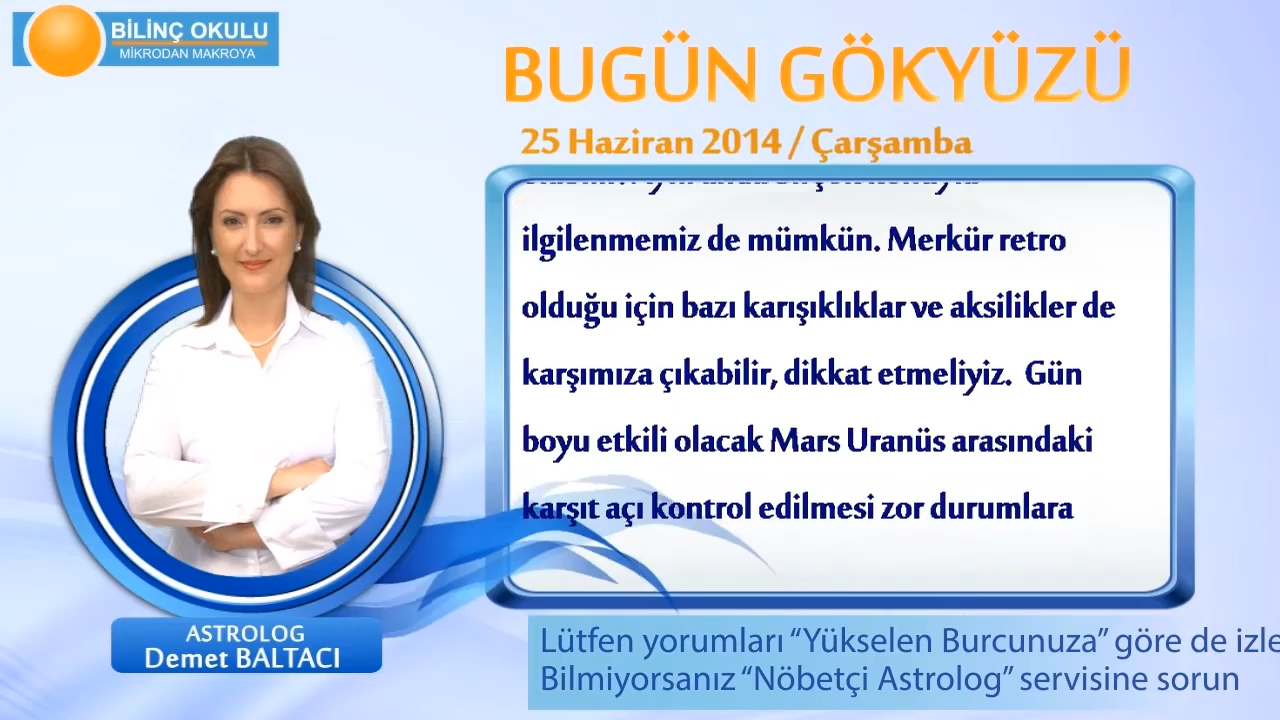 BİLİNÇ OKULU
MİKRODAN MAKROYA
BUGÜN GÖKYÜZÜ
25 Haziran 2014 / Çarşamba
ilgilenmemiz de mümkün. Merkür retro
olduğu için bazı karışıklıklar ve aksilikler de
karşımıza çıkabilir, dikkat etmeliyiz. Gün
boyu etkili olacak Mars Uranüs arasındaki
karşıt açı kontrol edilmesi zor durumlara
ASTROLOG
Demet BALTACI
Lütfen yorumları “Yükselen Burcunuza” göre de izle
Bilmiyorsanız “Nöbetçi Astrolog” servisine sorun